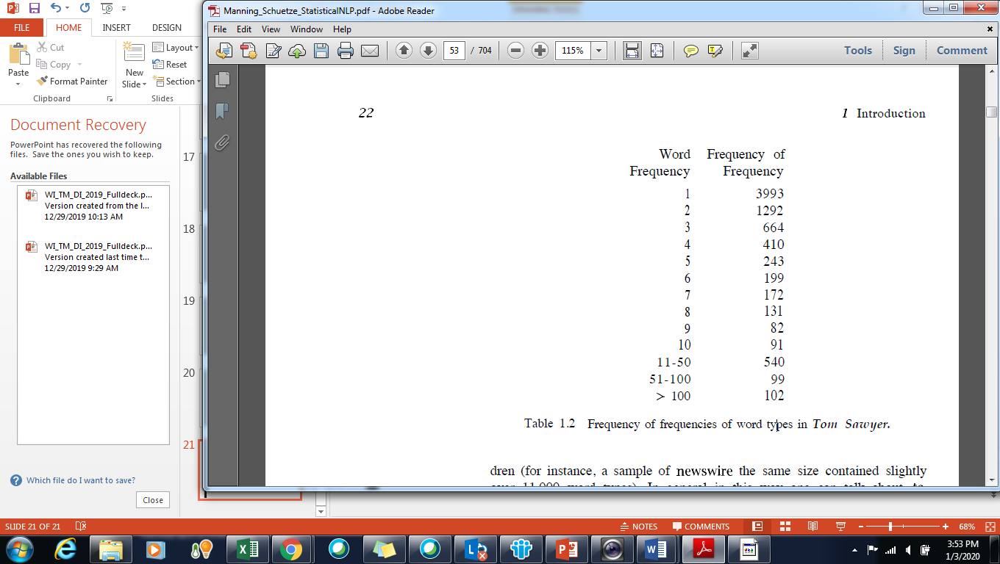 Manning_Schuetze_StatisticalNLP.pdf - Adobe Reader
FILE HOME INSERT DESIGN
File Edit View Window Help
Cut
Copy
Format Painter
Paste
Clipboard
New
Slide
Layout
Reset
Section
Slides
53 / 704
115%
Tools Sign Comment
Document Recovery
PowerPoint has recovered the following
files. Save the ones you wish to keep.
Available Files
WI_TM_DI_2019_Fulldeck.p...
Version created from the l...
12/29/2019 10:13 AM
WI_TM_DI_2019_Fulldeck.p...
Version created last time t...
12/29/2019 9:29 AM
Which file do I want to save?
Close
17
18
19
20
21
22 1 Introduction
Word Frequency of
Frequency Frequency
1 3993
2 1292
3 664
4 410
5 243
6 199
7 172
8 131
9 82
10 91
11-50 540
51-100 99
> 100 102
Table 1.2 Frequency of frequencies of word types in Tom Sawyer.
dren (for instance, a sample of newswire the same size contained slightly
SLIDE 21 OF 21 NOTES COMMENTS 68%
3:53 PM
1/3/2020